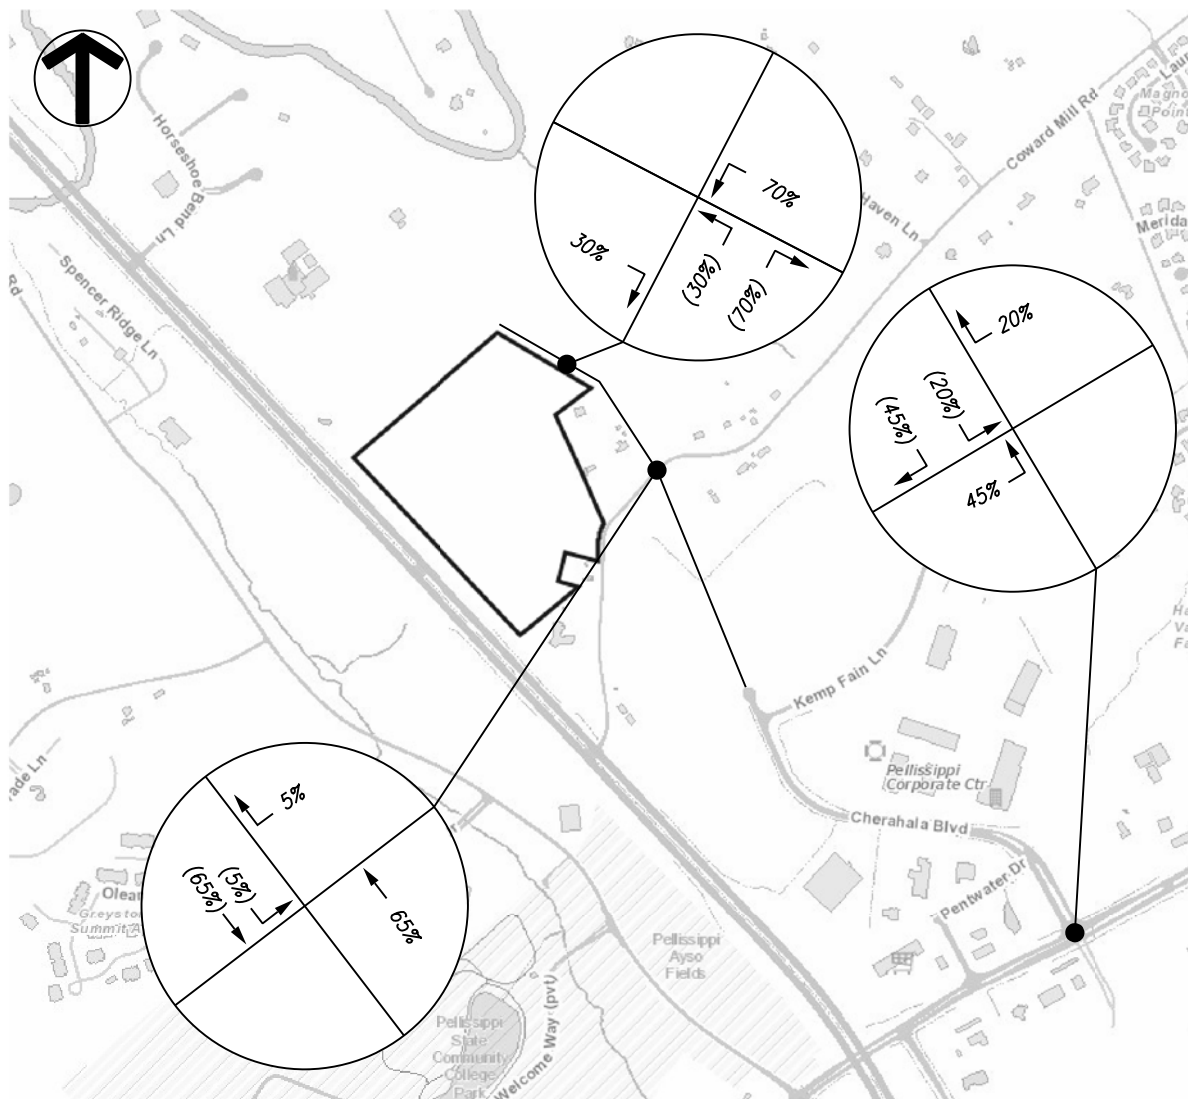 Horseshoe Bend Ln
Coward Mill Rd
Magno
Point
Haven Ln
Merida
Rd
Spencer Ridge Ln
70%
30%
(30%)
(70%)
20%
(20%)
(45%)
45%
Kemp Fain Ln
Pellissippi
Corporate Ctr
Cherahala Blvd
Pentwater Dr
5%
(5%)
(65%)
65%
Olea
Greysto
Summit A
Pellissippi
Ayso
Fields
Pellissippi
State
Community
College
Park
Welcome Way (pvt)